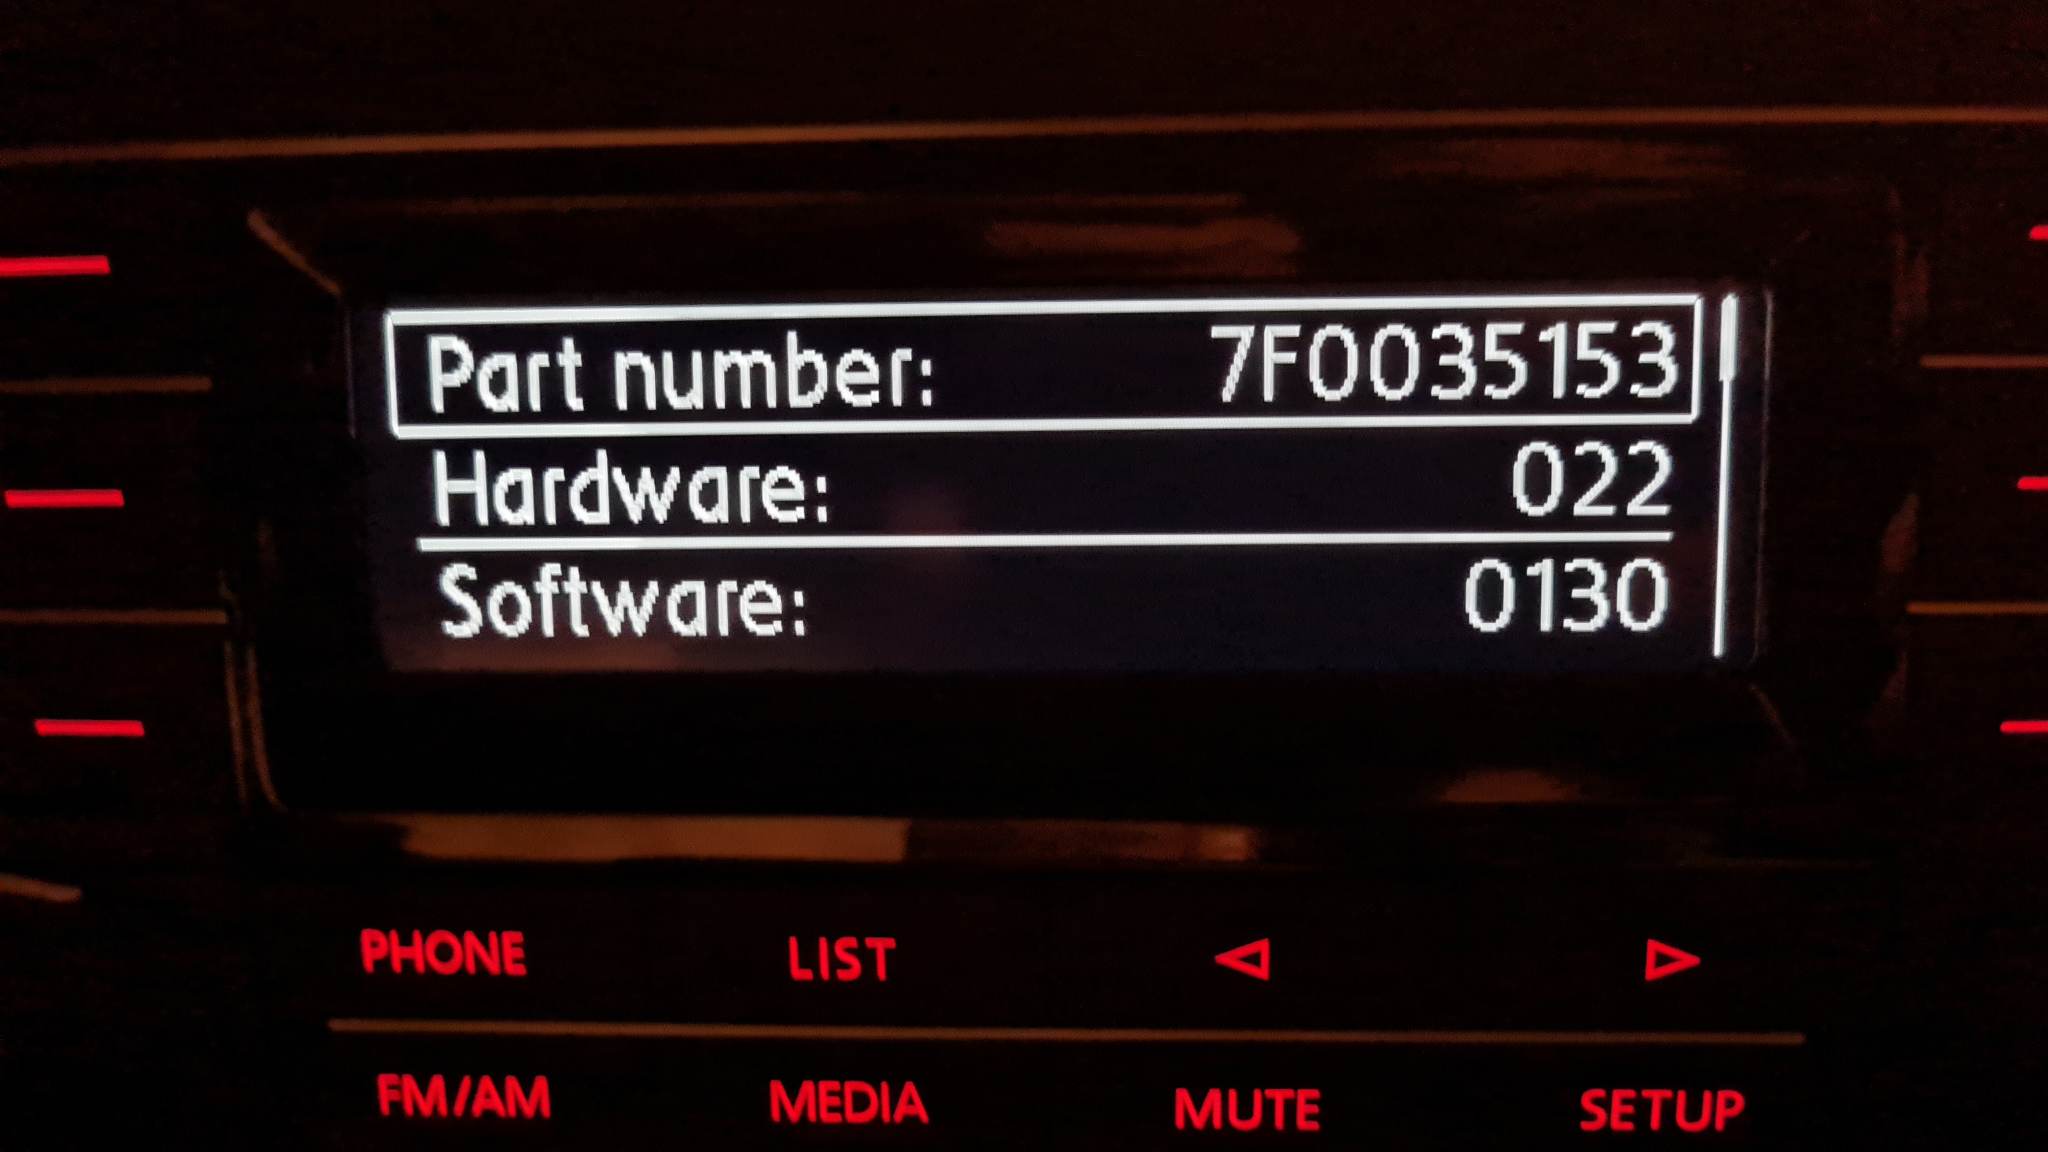 Part number: 7F0035153
Hardware: 022
Software: 0130
PHONE LIST
FM/AM MEDIA MUTE SETUP